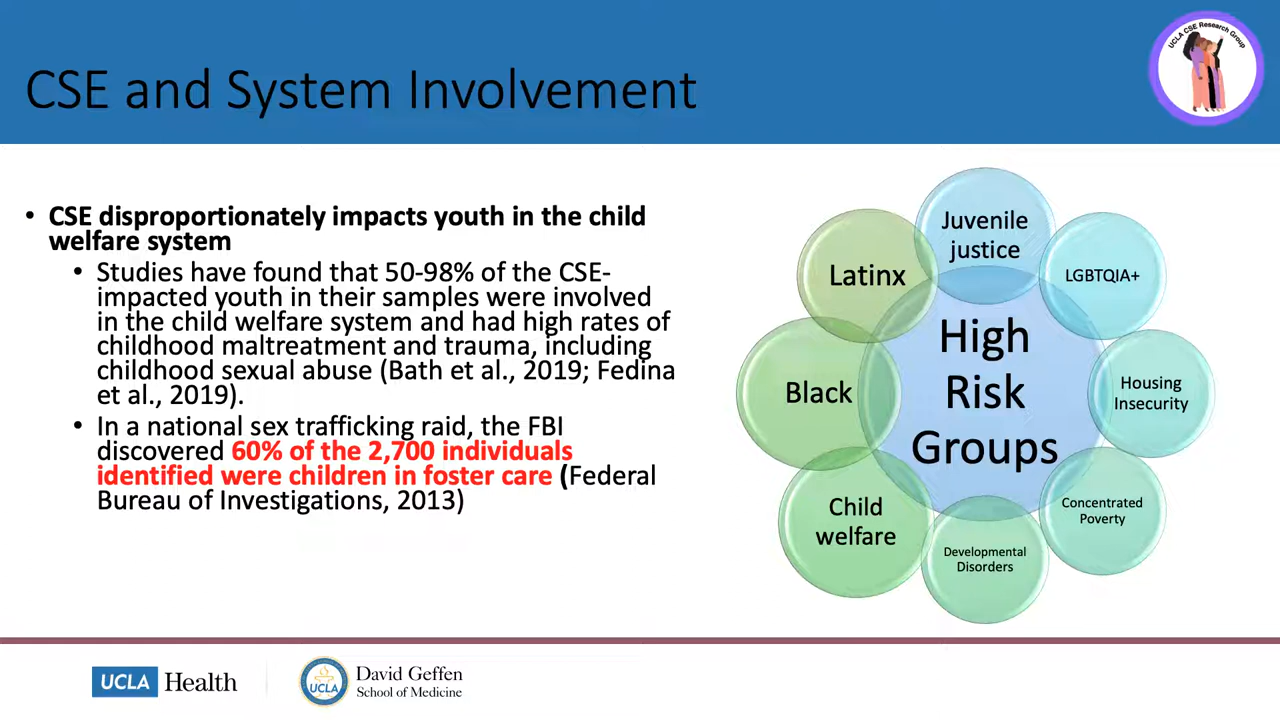 UCLA CSE Research Group
CSE and System Involvement
• CSE disproportionately impacts youth in the child
welfare system
• Studies have found that 50-98% of the CSE-
impacted youth in their samples were involved
in the child welfare system and had high rates of
childhood maltreatment and trauma, including
childhood sexual abuse (Bath et al., 2019; Fedina
et al., 2019).
• In a national sex trafficking raid, the FBI
discovered 60% of the 2,700 individuals
identified were children in foster care (Federal
Bureau of Investigations, 2013)
High
Risk
Groups
Juvenile
justice
LGBTQIA+
Housing
Insecurity
Concentrated
Poverty
Developmental
Disorders
Child
welfare
Black
Latinx
UCLA Health
UCLA
David Geffen
School of Medicine